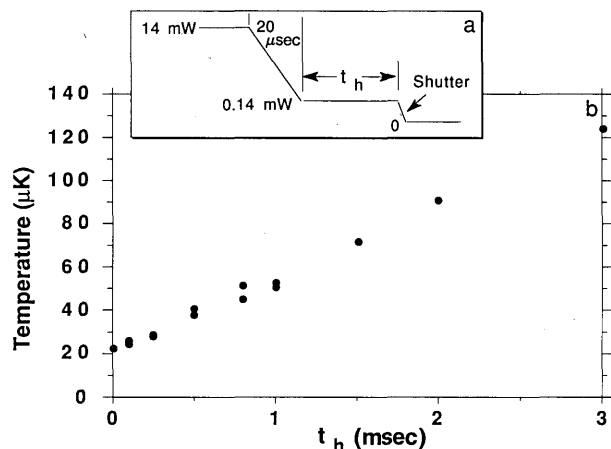 a
14 mW
20
μsec
t h
Shutter
0.14 mW
0
b
140
120
100
80
60
40
20
0
Temperature (μK)
0
1
2
3
t h (msec)